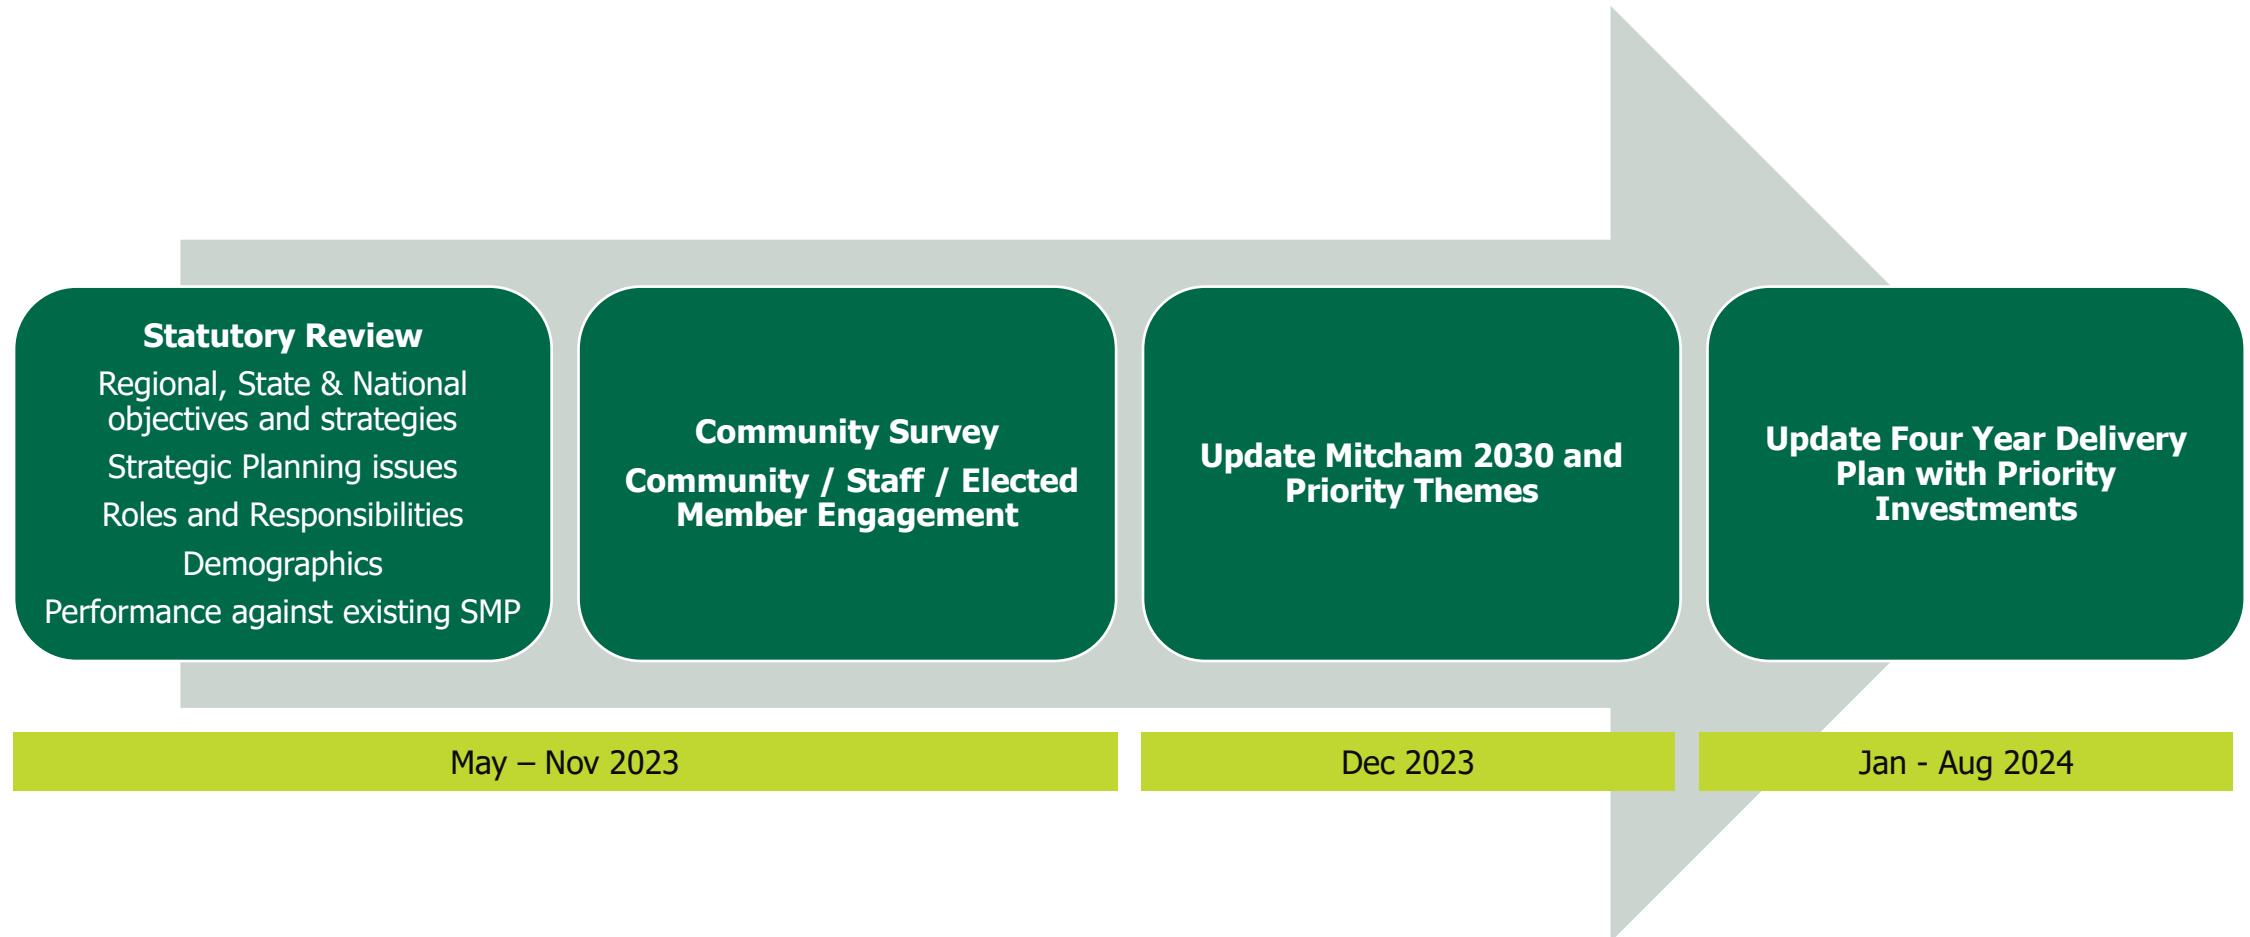 Statutory Review
Regional, State & National
objectives and strategies
Strategic Planning issues
Roles and Responsibilities
Demographics
Performance against existing SMP
Community Survey
Community / Staff / Elected
Member Engagement
Update Mitcham 2030 and
Priority Themes
Update Four Year Delivery
Plan with Priority
Investments
May – Nov 2023
Dec 2023
Jan - Aug 2024